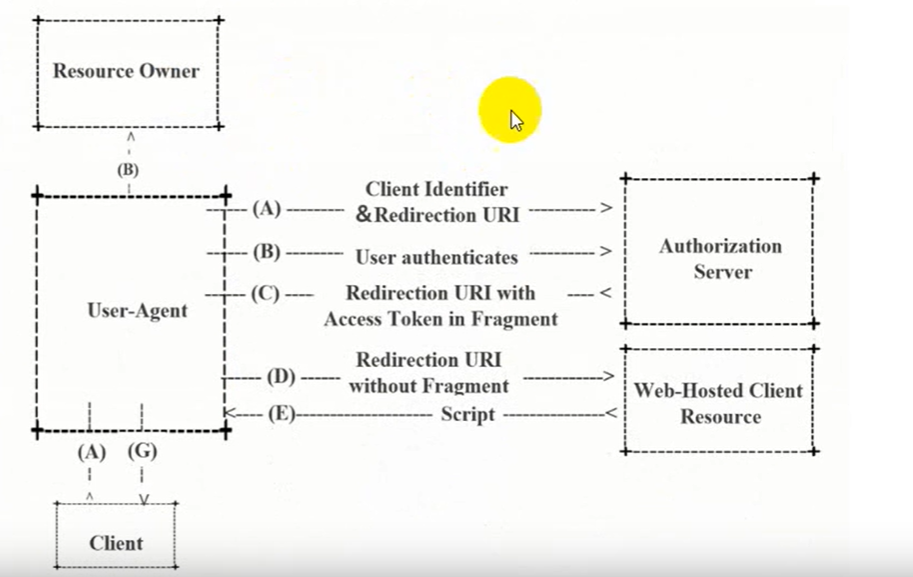 Resource Owner
(B)
(A)
Client Identifier
&Redirection URI
(B)
User authenticates
(C)
Redirection URI with
Access Token in Fragment
Authorization
Server
User-Agent
(D)
Redirection URI
without Fragment
(E)
Script
Web-Hosted Client
Resource
(A) (G)
Client